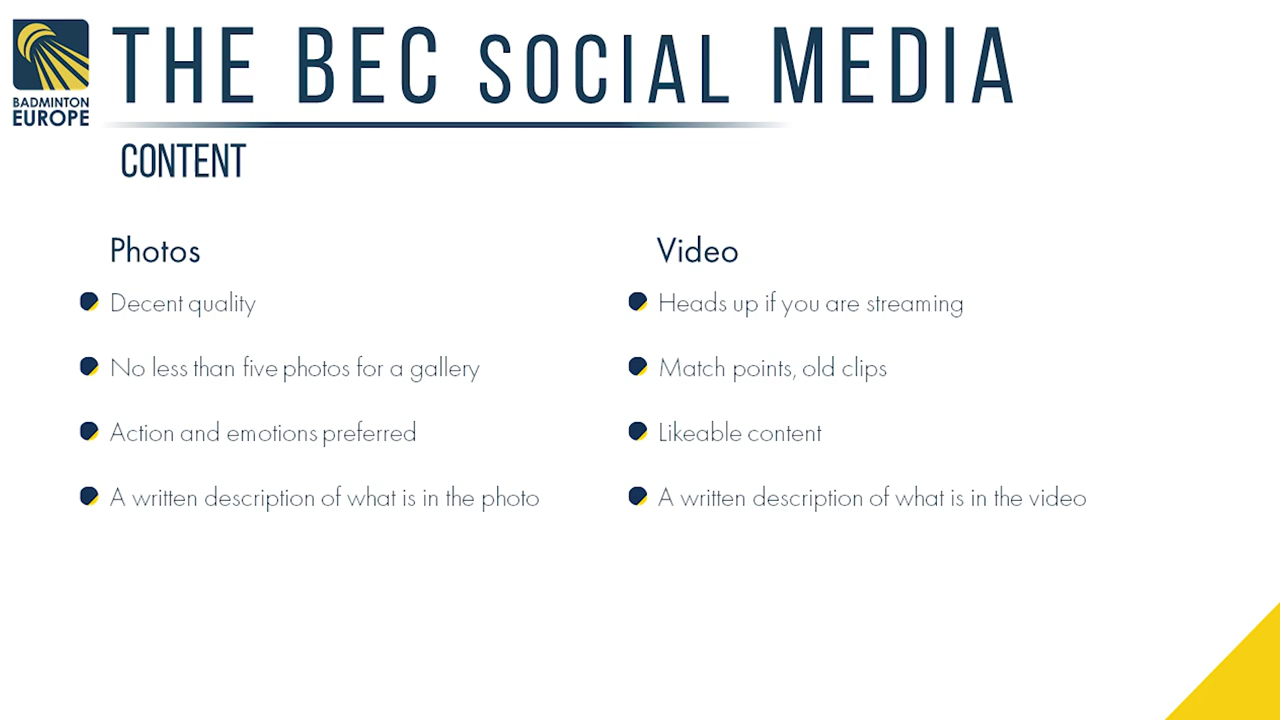 THE BEC SOCIAL MEDIA
BADMINTON
EUROPE
CONTENT
Photos
Decent quality
No less than five photos for a gallery
Action and emotions preferred
A written description of what is in the photo
Video
Heads up if you are streaming
Match points, old clips
Likeable content
A written description of what is in the video